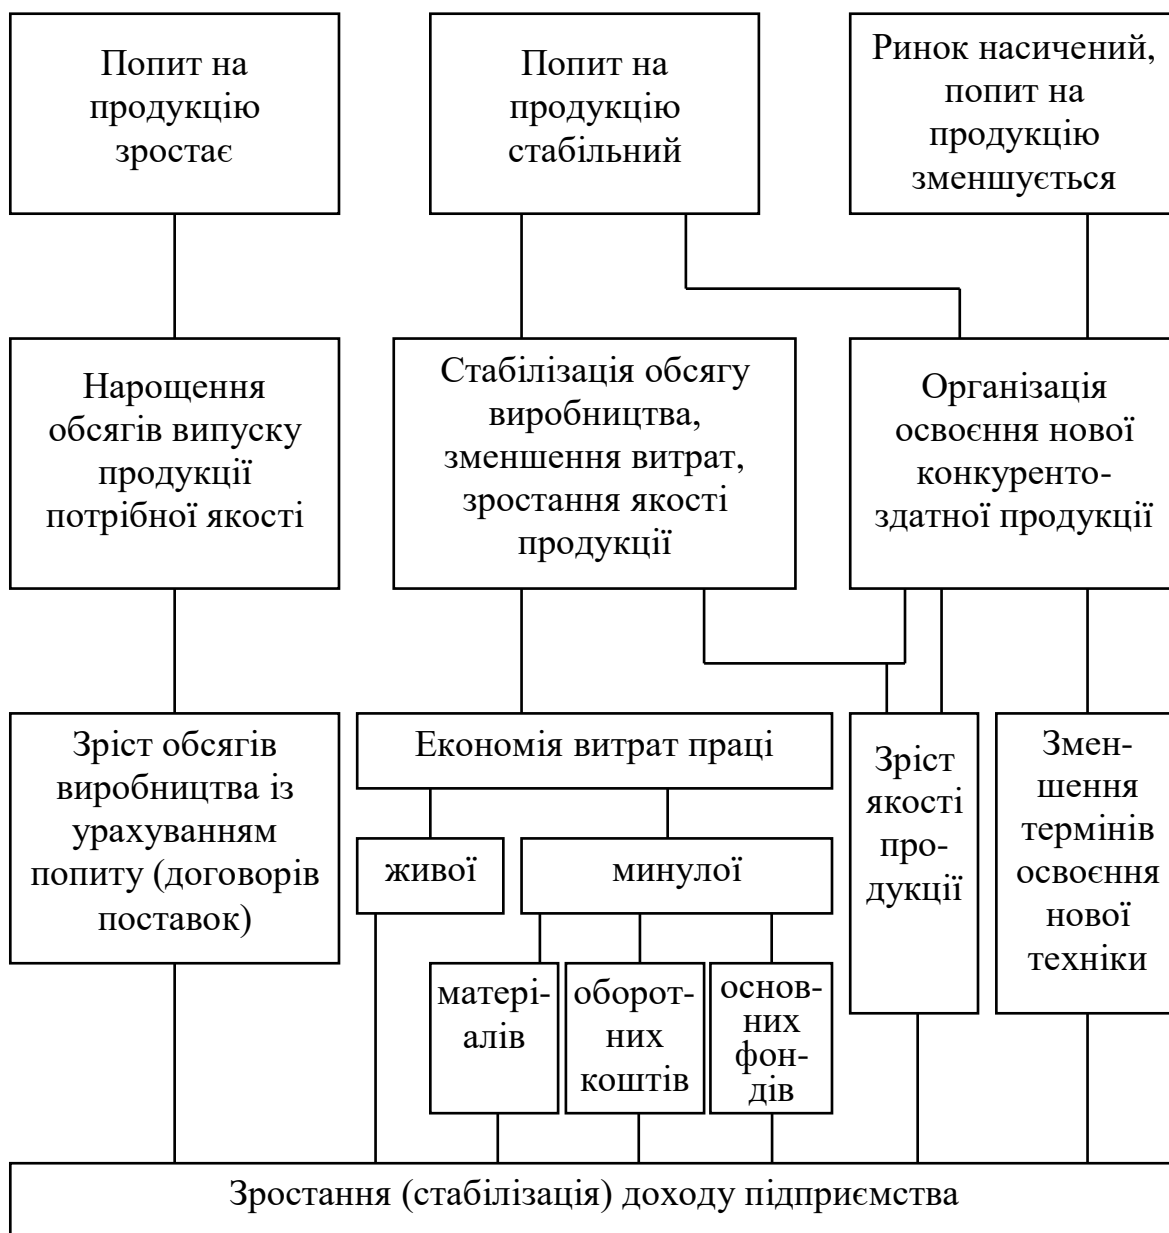 Попит на
продукцію
зростає
Попит на
продукцію
стабільний
Ринок насичений,
попит на
продукцію
зменшується
Нарощення
обсягів випуску
продукції
потрібної якості
Стабілізація обсягу
виробництва,
зменшення витрат,
зростання якості
продукції
Організація
освоєння нової
конкуренто-
здатної продукції
Зріст обсягів
виробництва із
урахуванням
попиту (договорів
поставок)
Економія витрат праці
живої
минулої
матері-
алів
оборот-
них
коштів
основ-
них
фон-
дів
Зріст
якості
про-
дукції
Змен-
шення
термінів
освоєння
нової
техніки
Зростання (стабілізація) доходу підприємства